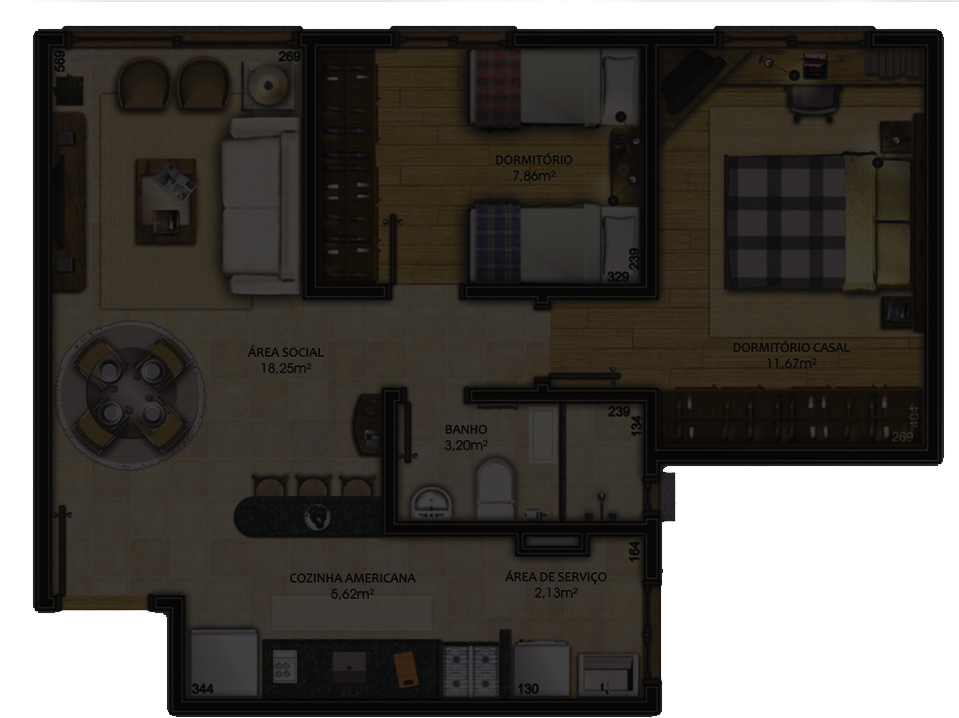 569
269
DORMITÓRIO
7,86m²
239
329
ÁREA SOCIAL
18,25m²
DORMITÓRIO CASAL
11,67m²
404
269
239
134
BANHO
3,20m²
164
COZINHA AMERICANA
5,62m²
ÁREA DE SERVIÇO
2,13m²
344
130